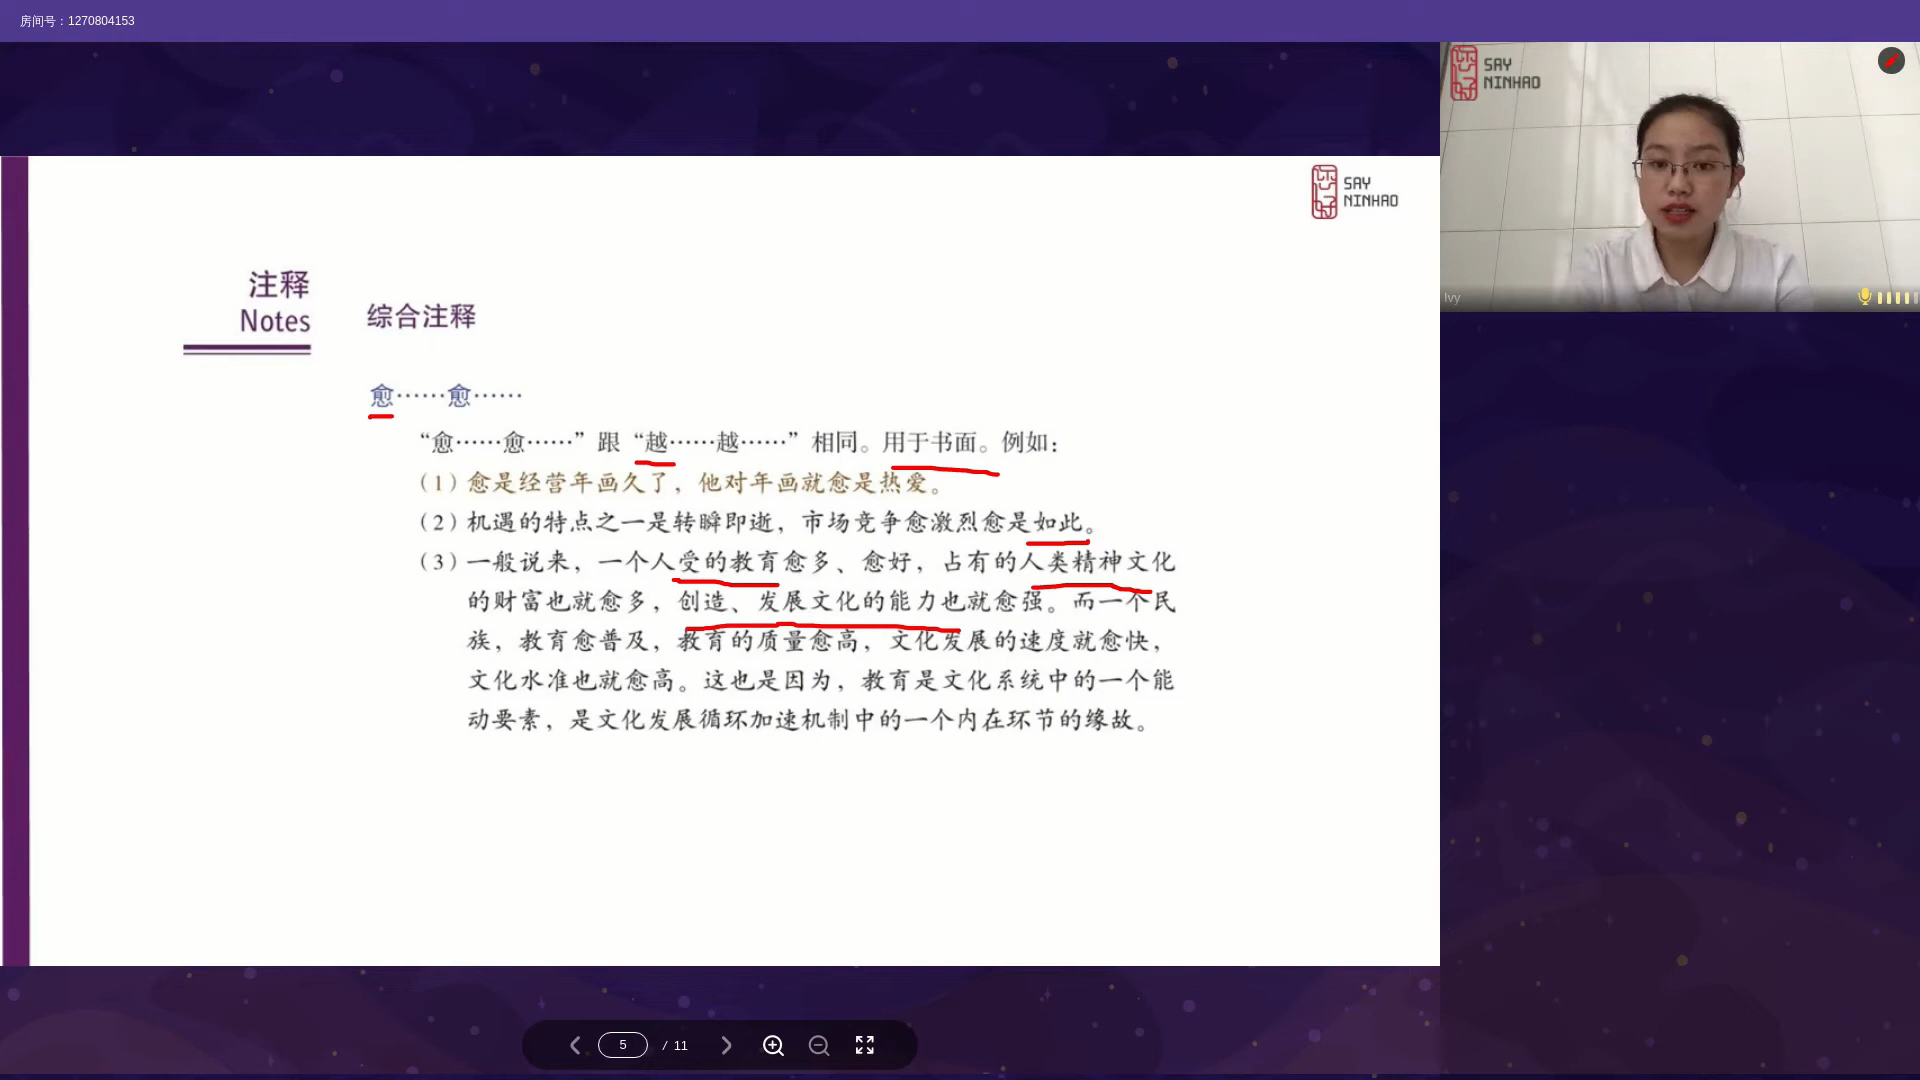 房间号：1270804153
SAY
NINHAO
SAY
NINHAO
Ivy
注释
Notes
综合注释
愈……愈……
“愈……愈……”跟“越……越……”相同。用于书面。例如：
（1）愈是经营年画久了，他对年画就愈是热爱。
（2）机遇的特点之一是转瞬即逝，市场竞争愈激烈愈是如此。
（3）一般说来，一个人受的教育愈多、愈好，占有的人类精神文化
的财富也就愈多，创造、发展文化的能力也就愈强。而一个民
族，教育愈普及，教育的质量愈高，文化发展的速度就愈快，
文化水准也就愈高。这也是因为，教育是文化系统中的一个能
动要素，是文化发展循环加速机制中的一个内在环节的缘故。
5 / 11